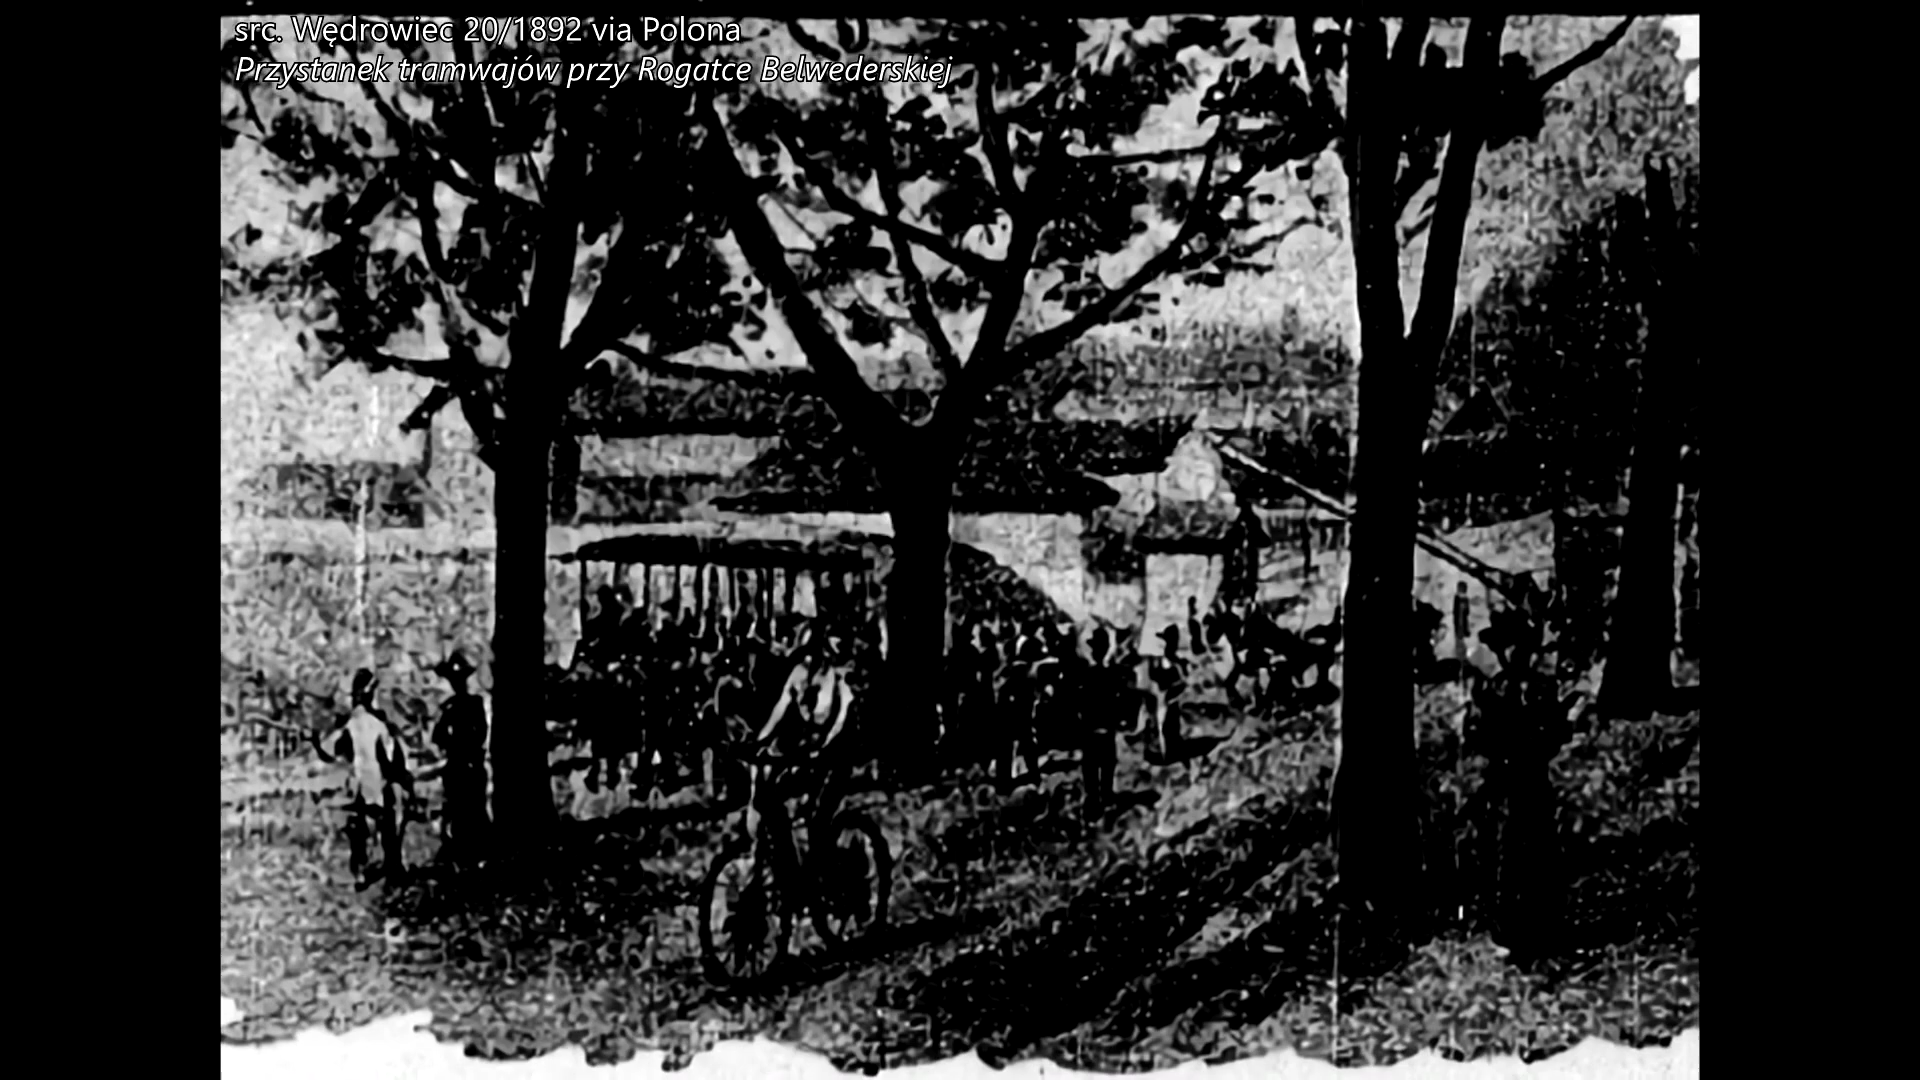 src. Wędrowiec 20/1892 via Polona
Przystanek tramwajów przy Rogatce Belwederskiej